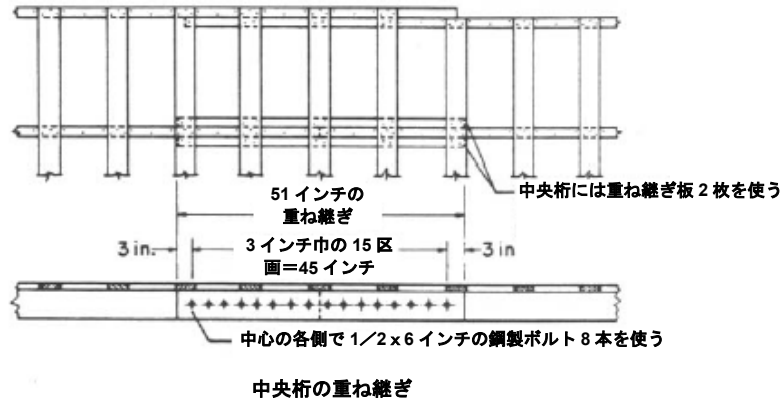 中央桁には重ね継ぎ板 2 枚を使う
51 インチの
重ね継ぎ
3 in.
3 インチ巾の 15 区
画＝45 インチ
3 in
中心の各側で 1／2 x 6 インチの鋼製ボルト 8 本を使う
中央桁の重ね継ぎ